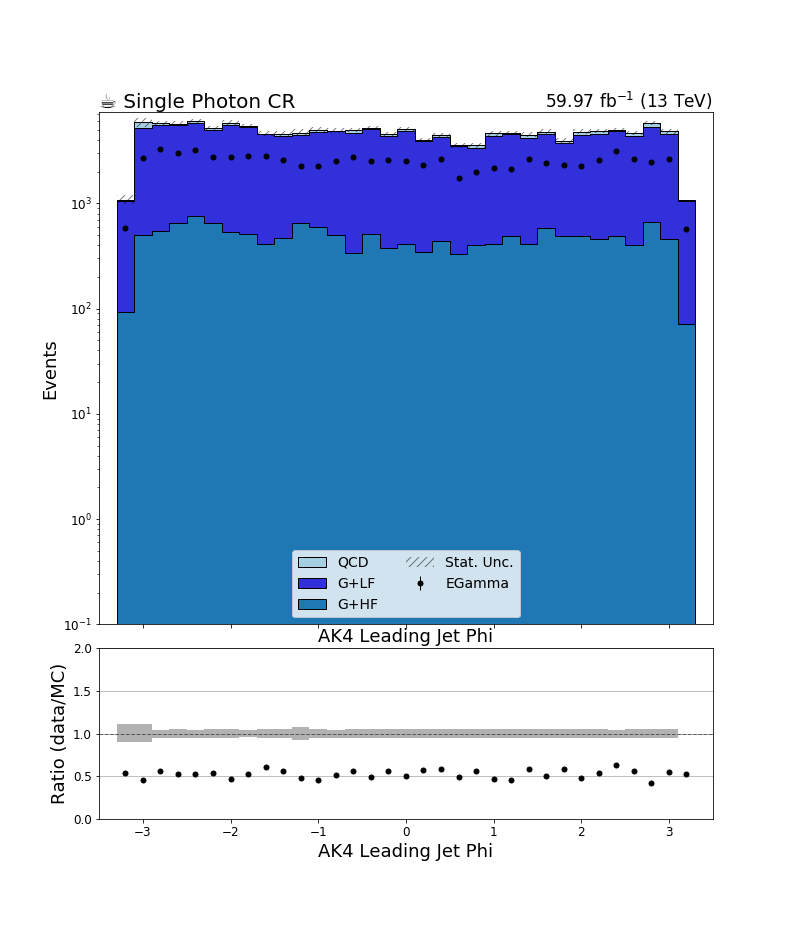 ☕ Single Photon CR
59.97 fb⁻¹ (13 TeV)
Events
10³
10²
10¹
10⁰
10⁻¹
QCD
G+LF
G+HF
Stat. Unc.
EGamma
AK4 Leading Jet Phi
Ratio (data/MC)
2.0
1.5
1.0
0.5
0.0
−3 −2 −1 0 1 2 3
AK4 Leading Jet Phi